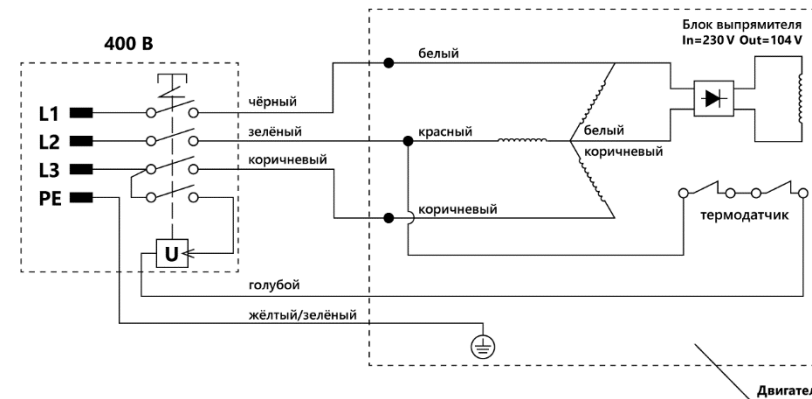 400 В
Блок выпрямителя
In=230 V Out=104 V
белый
L1
чёрный
L2
зелёный
красный
белый
L3
коричневый
коричневый
PE
коричневый
термодатчик
U
голубой
жёлтый/зелёный